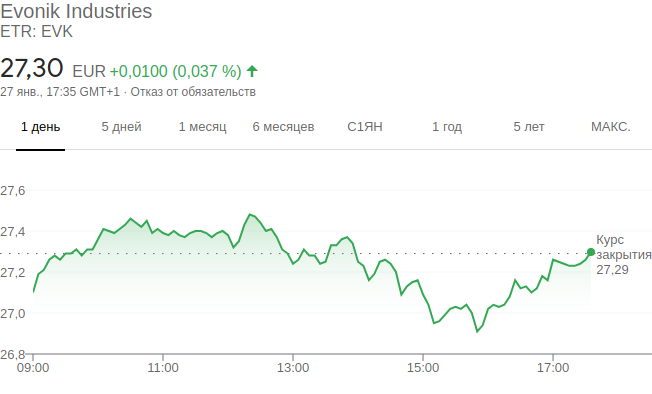 Evonik Industries
ETR: EVK
27,30 EUR +0,0100 (0,037 %)
27 янв., 17:35 GMT+1 · Отказ от обязательств
1 день 5 дней 1 месяц 6 месяцев С1ЯН 1 год 5 лет МАКС.
27,6
27,4
Курс
закрытия
27,29
27,2
27,0
26,8
09:00 11:00 13:00 15:00 17:00